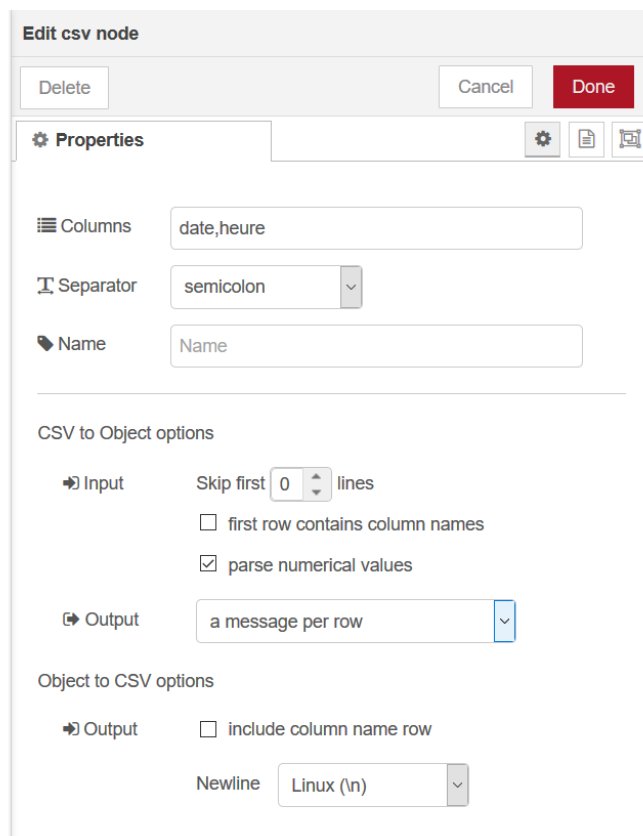 Edit csv node
Delete
Cancel
Done
Properties
Columns
date,heure
Separator
semicolon
Name
Name
CSV to Object options
Input
Skip first 0 lines
first row contains column names
parse numerical values
Output
a message per row
Object to CSV options
Output
include column name row
Newline
Linux (\n)